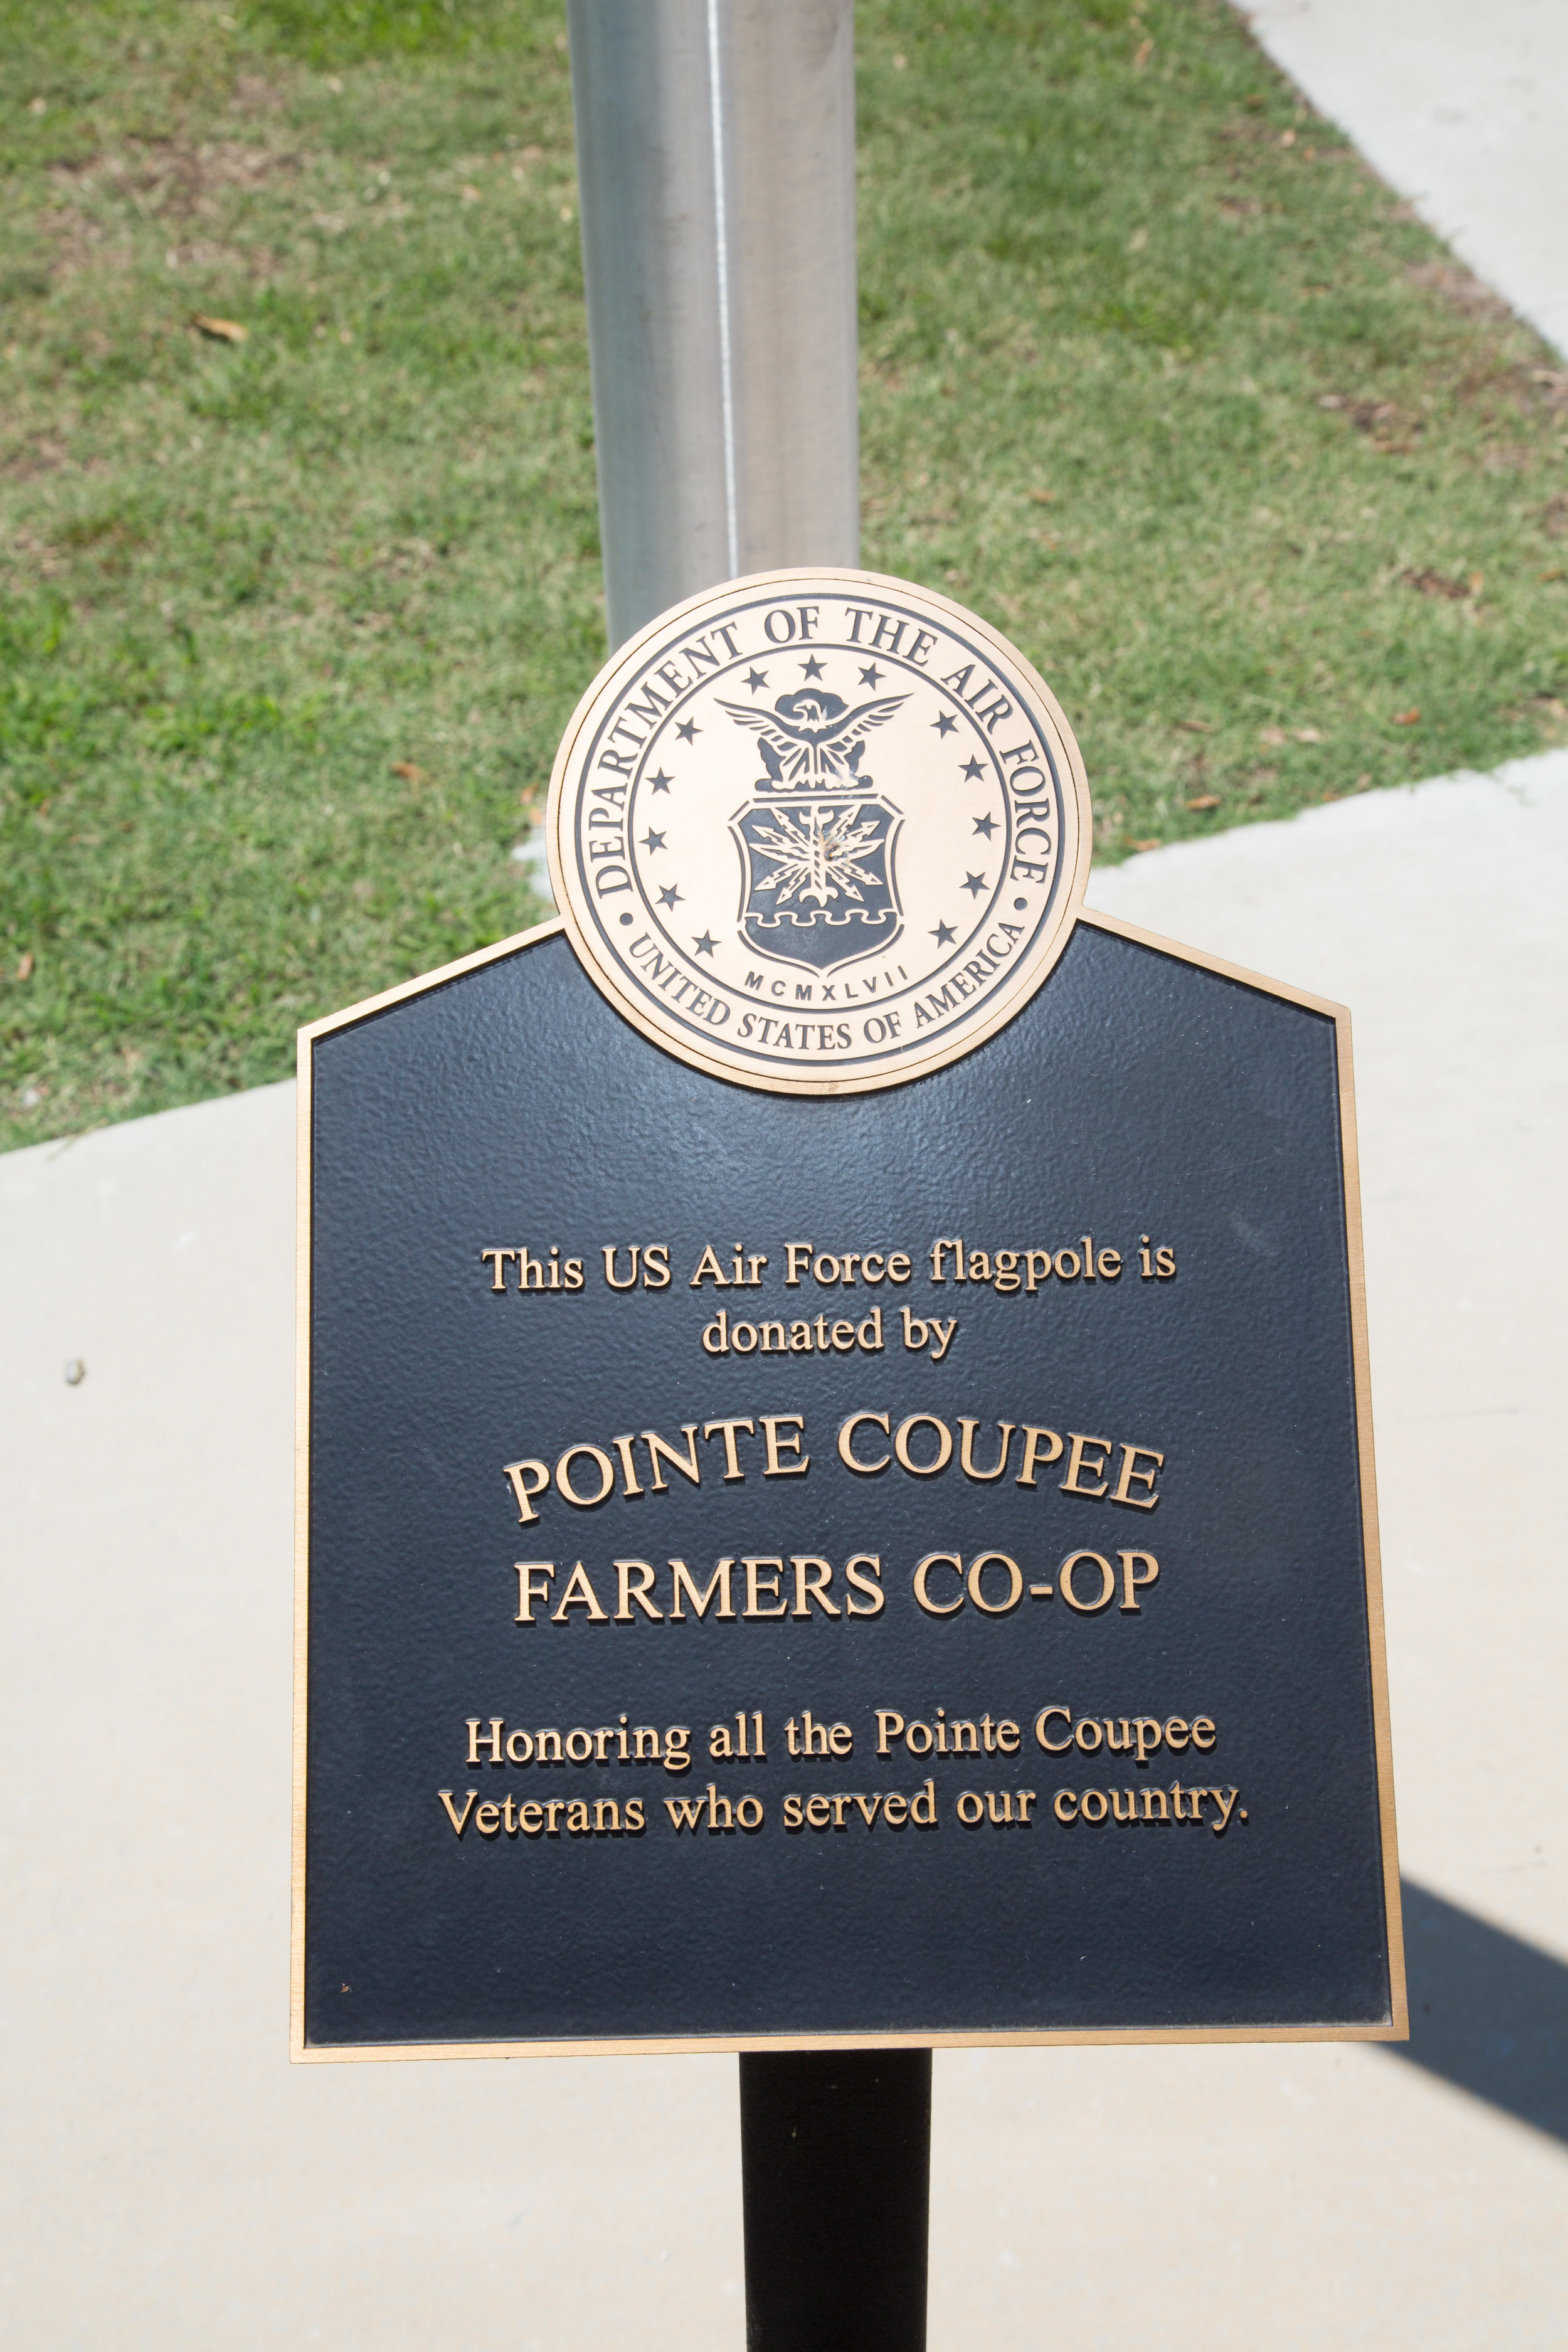 DEPARTMENT OF THE AIR FORCE
MCMXLVII
UNITED STATES OF AMERICA
This US Air Force flagpole is
donated by
POINTE COUPEE
FARMERS CO-OP
Honoring all the Pointe Coupee
Veterans who served our country.